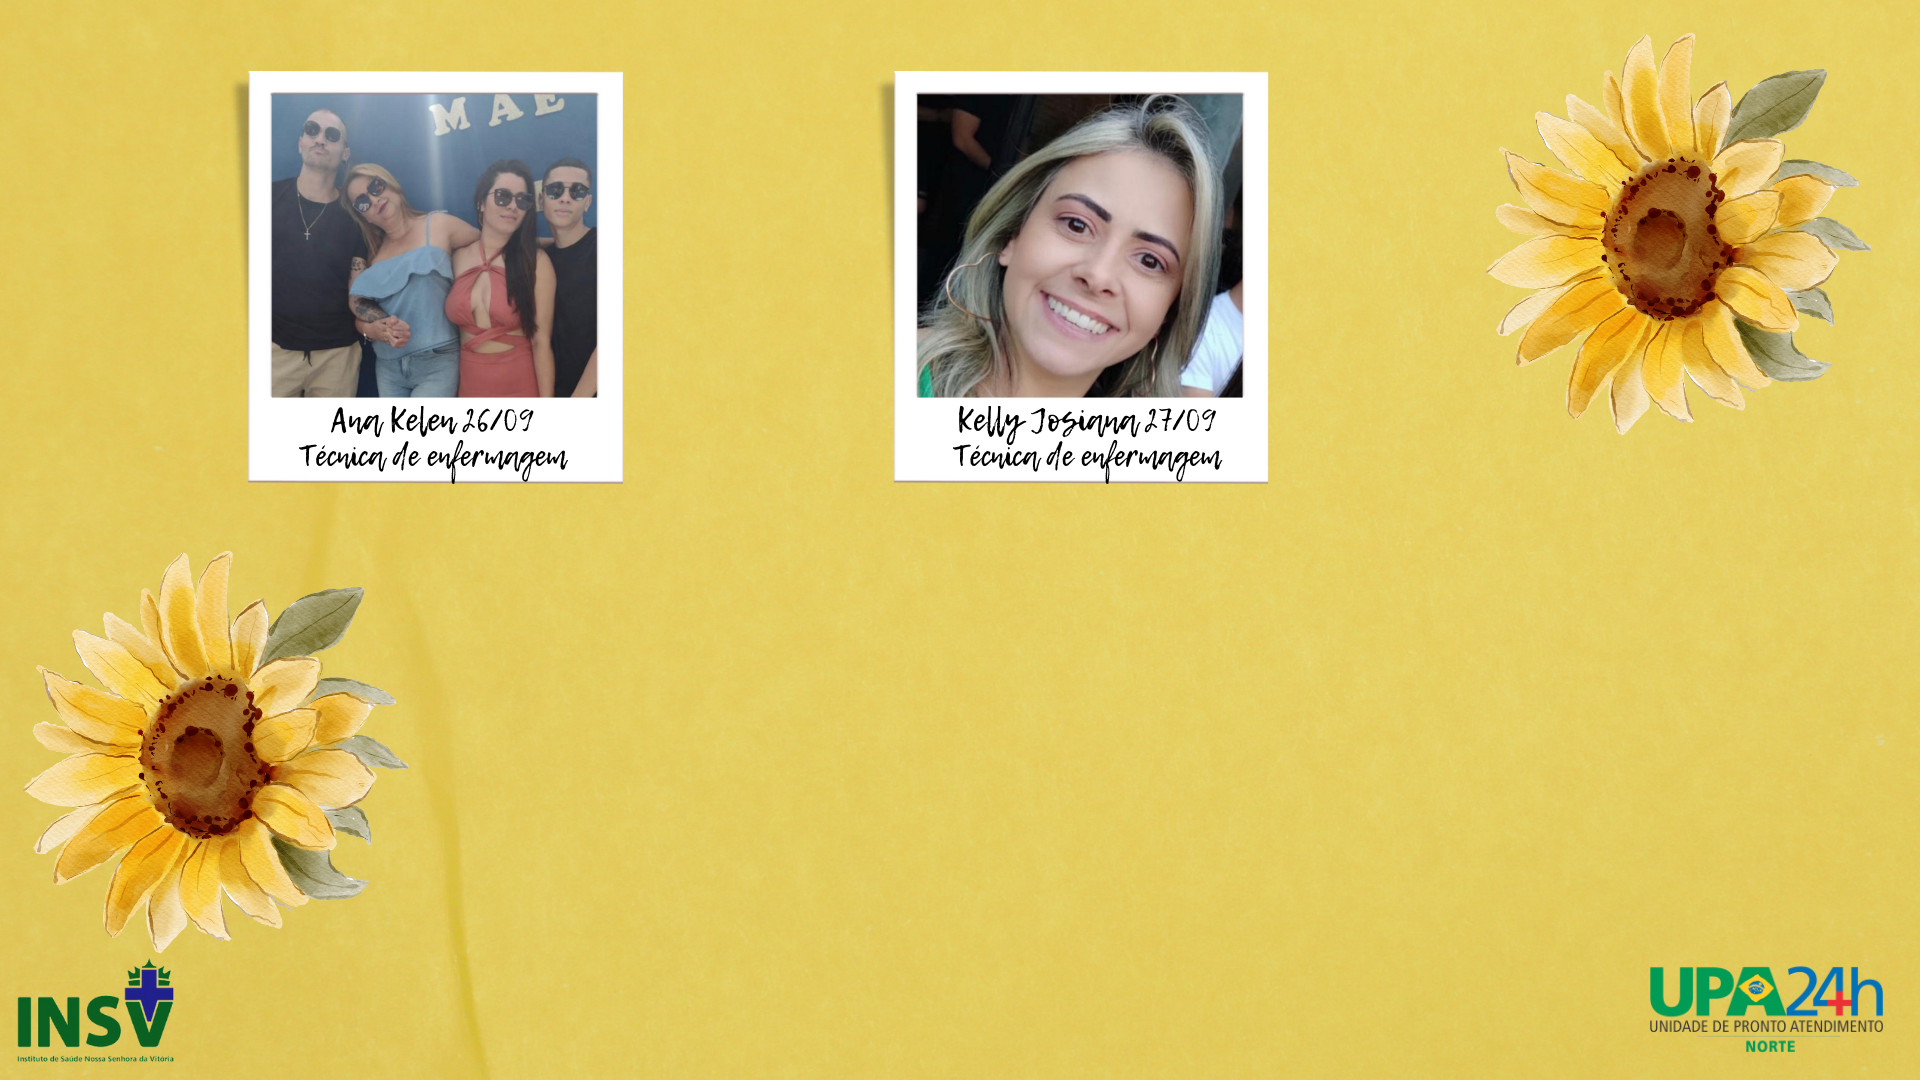 MAE
Ana Kelen 26/09
Técnica de enfermagem
Kelly Josiana 27/09
Técnica de enfermagem
INSV
Instituto de Saúde Nossa Senhora da Vitória
UPA24h
UNIDADE DE PRONTO ATENDIMENTO
NORTE